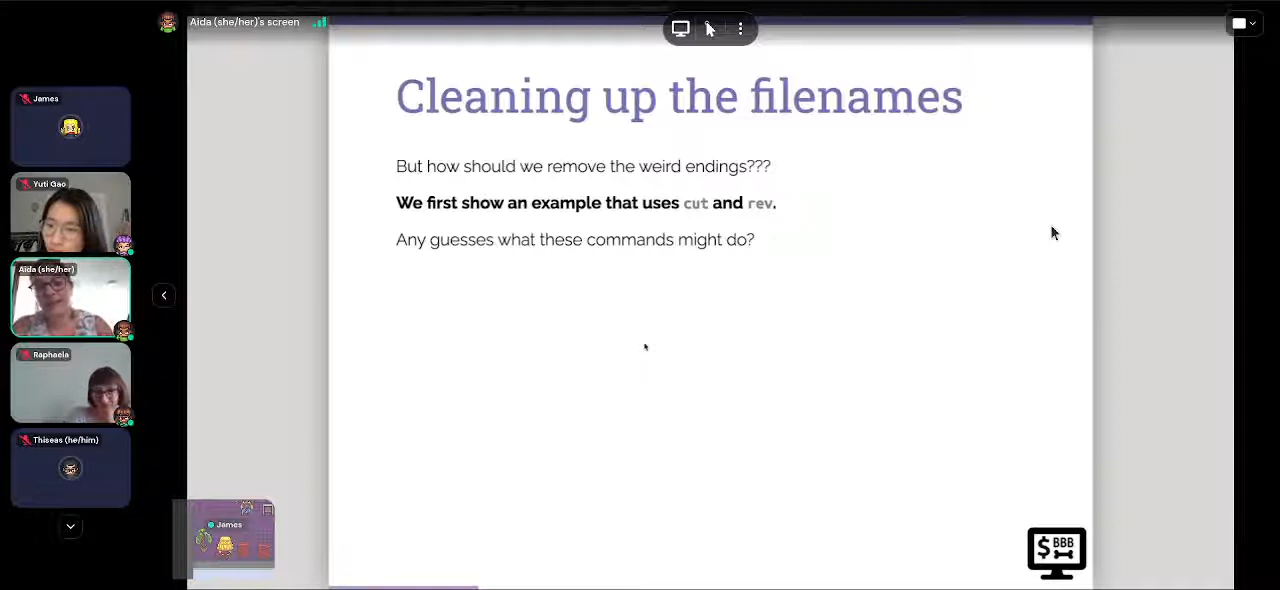 Aida (she/her)'s screen
James
Yuti Gao
Aida (she/her)
Raphaela
Thiseas (he/him)
Cleaning up the filenames
But how should we remove the weird endings???
We first show an example that uses cut and rev.
Any guesses what these commands might do?
James
$ BBB